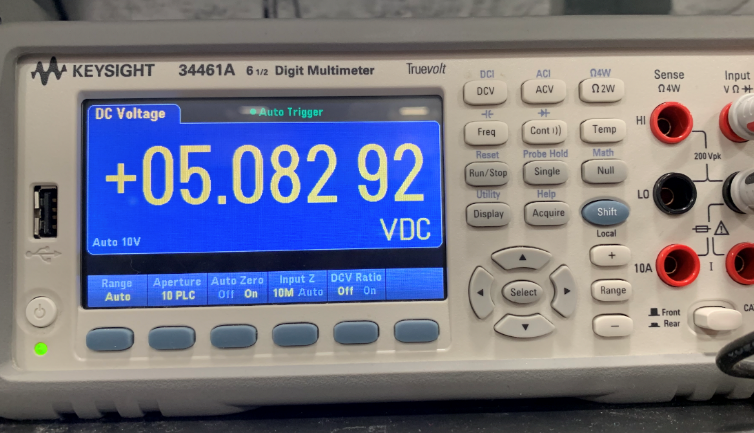 KEYSIGHT 34461A 6 1/2 Digit Multimeter Truevolt
DC Voltage
Auto Trigger
+05.082 92
VDC
Auto 10V
Range Aperture Auto Zero Input Z DCV Ratio
Auto 10 PLC Off On 10M Auto Off On
DCI ACI Ω4W
DCV ACV Ω2W
Freq Cont Temp
Reset Probe Hold Math
Run/Stop Single Null
Utility Help
Display Acquire Shift
Local
+
Select Range
−
Sense Input
Ω4W VΩ
HI
200 Vpk
LO
10A I
Front
Rear
CA